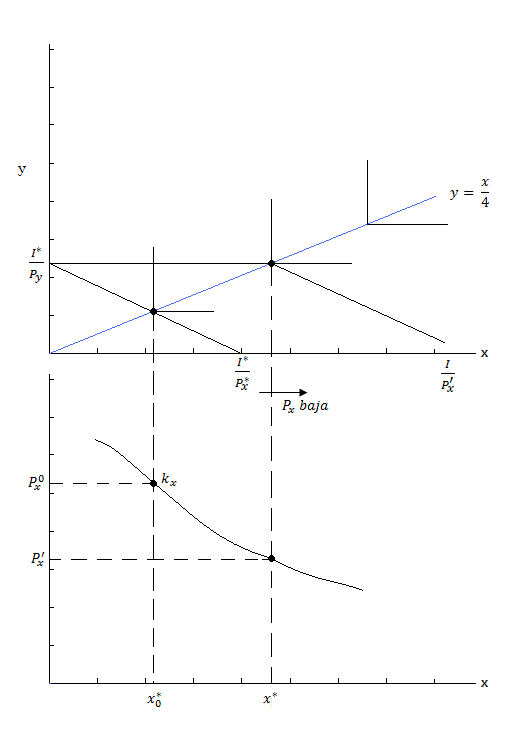 y
y = x/4
I*/P_y
x
I*/P_x*
I/P_x′
P_x baja
P_x^0
k_x
P_x′
x
x_0*
x*